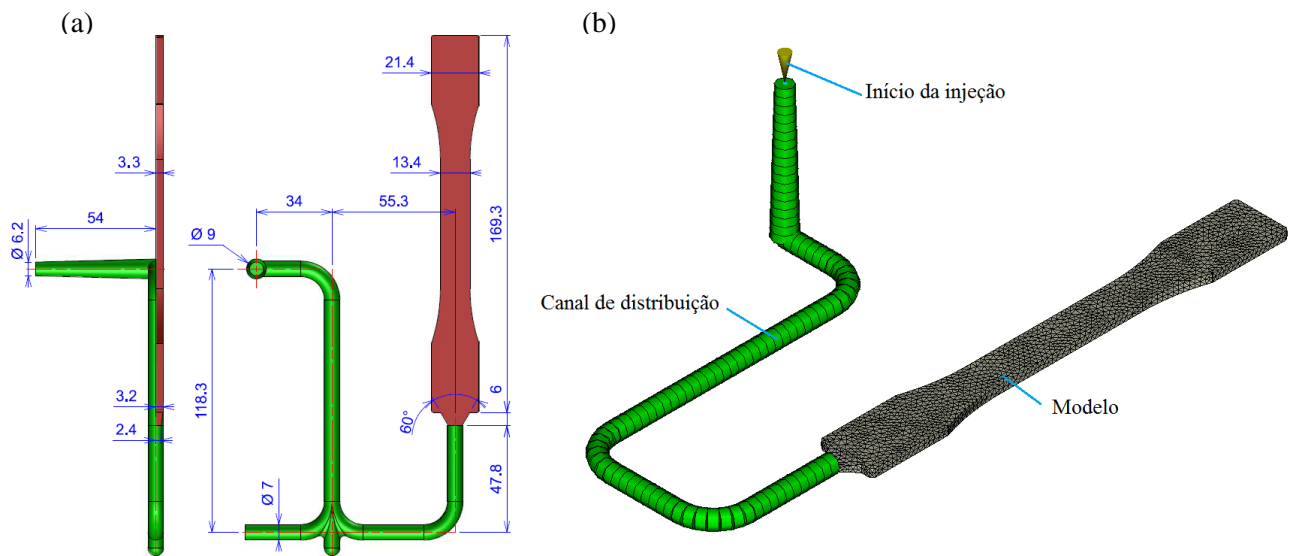 (a)
(b)
21.4
Início da injeção
3.3
13.4
34
55.3
169.3
54
Ø 6.2
Ø 9
Canal de distribuição
118.3
3.2
6
60°
Modelo
2.4
47.8
Ø 7